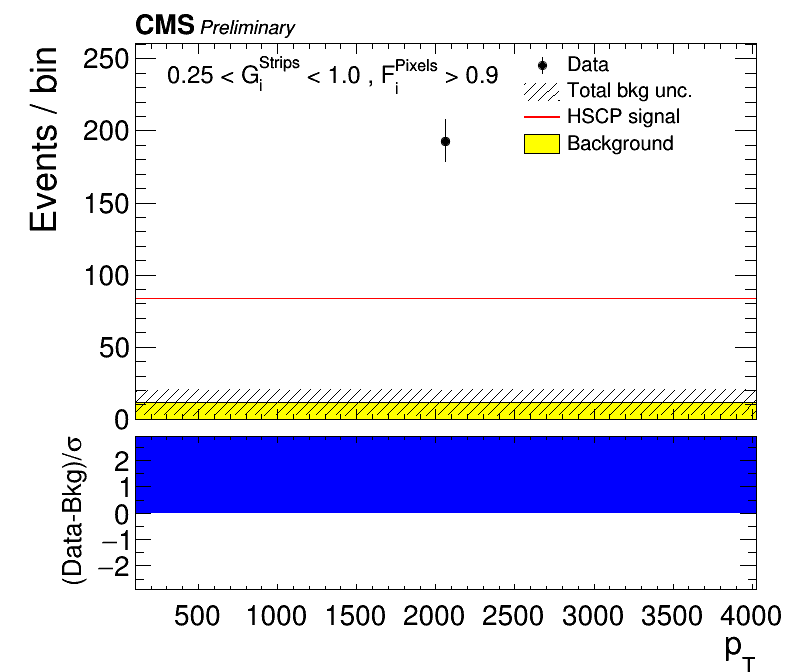 CMS Preliminary
Events / bin
250
200
150
100
50
0
0.25 < G_i^Strips < 1.0 , F_i^Pixels > 0.9
Data
Total bkg unc.
HSCP signal
Background
(Data-Bkg)/σ
2
1
0
−1
−2
500 1000 1500 2000 2500 3000 3500 4000
p_T